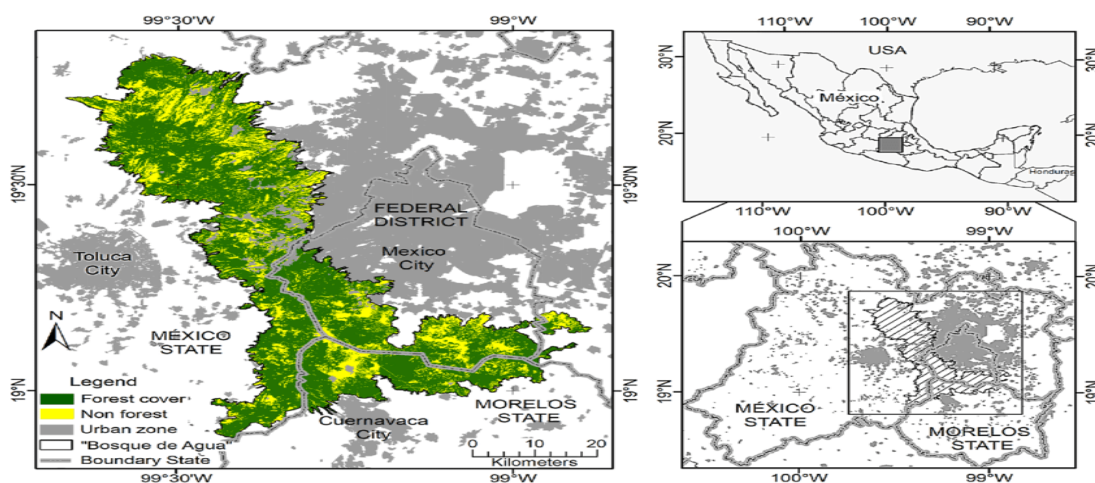 99°30'W
99°W
19°30'N
19°30'N
FEDERAL
DISTRICT
Mexico
City
Toluca
City
N
MÉXICO
STATE
19°N
19°N
Legend
Forest cover
Non forest
Urban zone
"Bosque de Agua"
Boundary State
MORELOS
STATE
Cuernavaca
City
0 10 20
Kilometers
99°30'W
99°W
110°W
100°W
90°W
30°N
30°N
USA
México
20°N
20°N
Honduras
110°W
100°W
90°W
100°W
99°W
20°N
20°N
19°N
19°N
MÉXICO
STATE
MORELOS
STATE
100°W
99°W